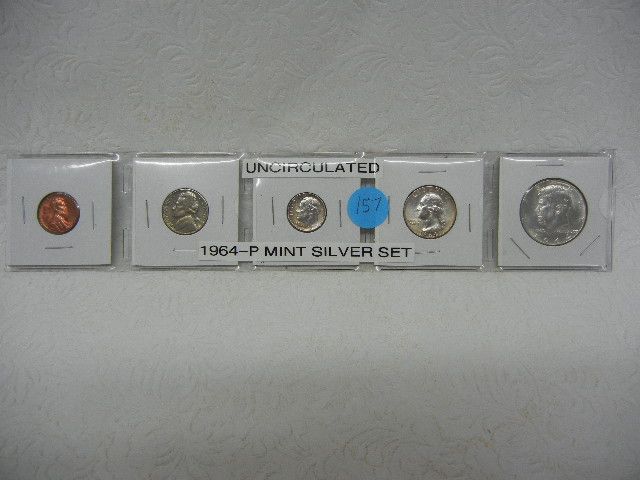 UNCIRCULATED
157
1964-P MINT SILVER SET